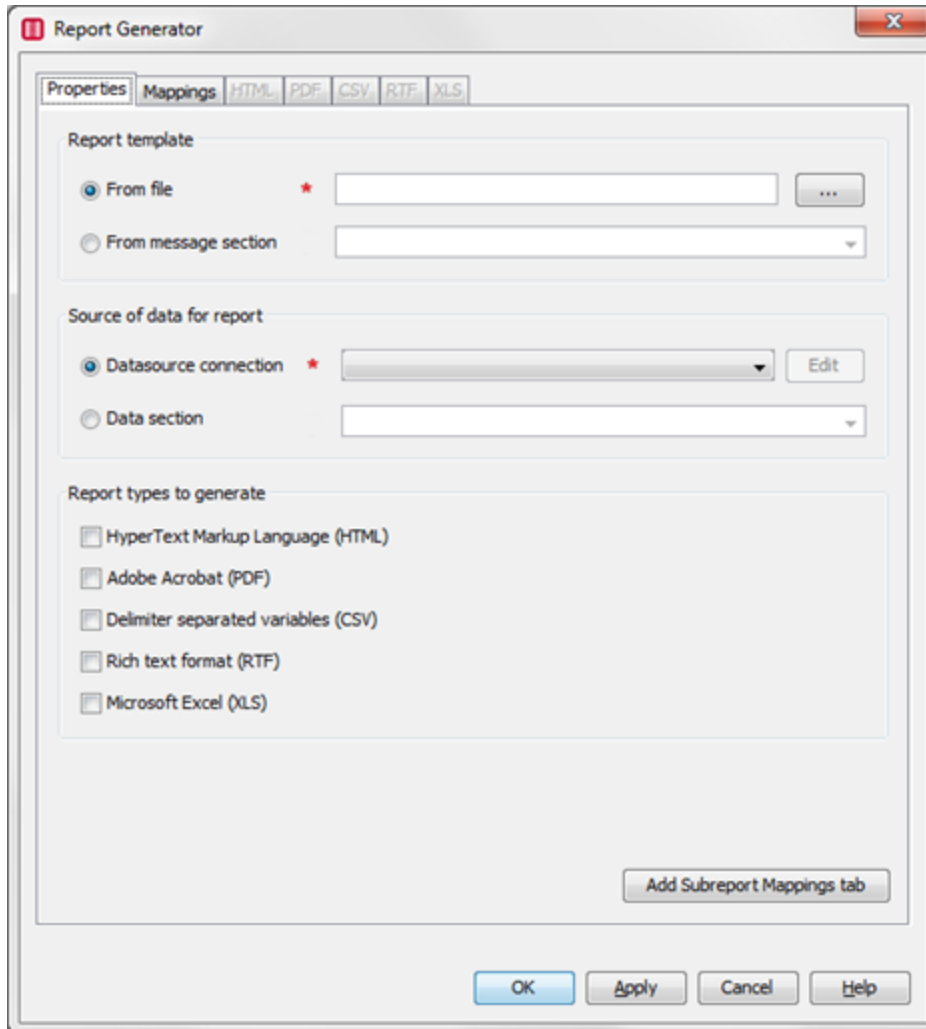 Report Generator
Properties Mappings HTML PDF CSV RTF XLS
Report template
From file *
...
From message section
Source of data for report
Datasource connection *
Edit
Data section
Report types to generate
HyperText Markup Language (HTML)
Adobe Acrobat (PDF)
Delimiter separated variables (CSV)
Rich text format (RTF)
Microsoft Excel (XLS)
Add Subreport Mappings tab
OK Apply Cancel Help